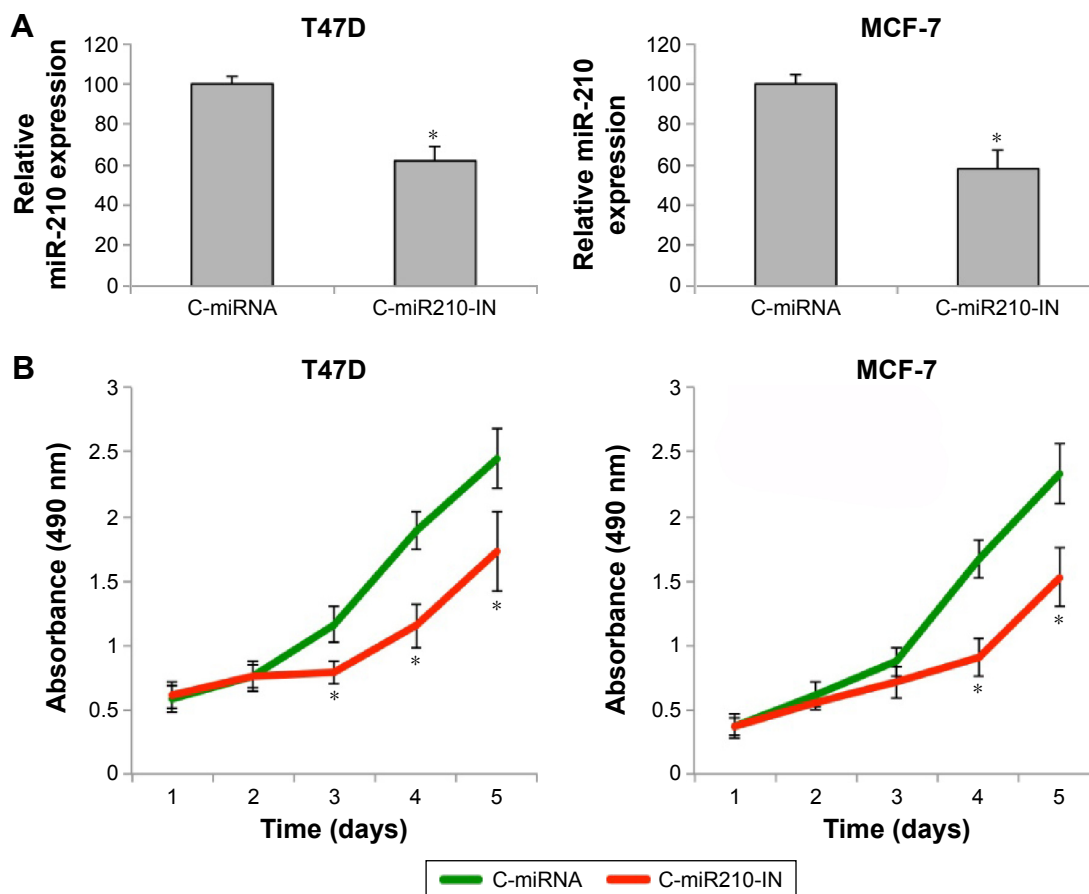 A
T47D
Relative
miR-210 expression
120
100
80
60
40
20
0
*
C-miRNA
C-miR210-IN
MCF-7
Relative miR-210
expression
120
100
80
60
40
20
0
*
C-miRNA
C-miR210-IN
B
T47D
Absorbance (490 nm)
3
2.5
2
1.5
1
0.5
0
*
*
*
1 2 3 4 5
Time (days)
MCF-7
Absorbance (490 nm)
3
2.5
2
1.5
1
0.5
0
*
*
1 2 3 4 5
Time (days)
C-miRNA C-miR210-IN